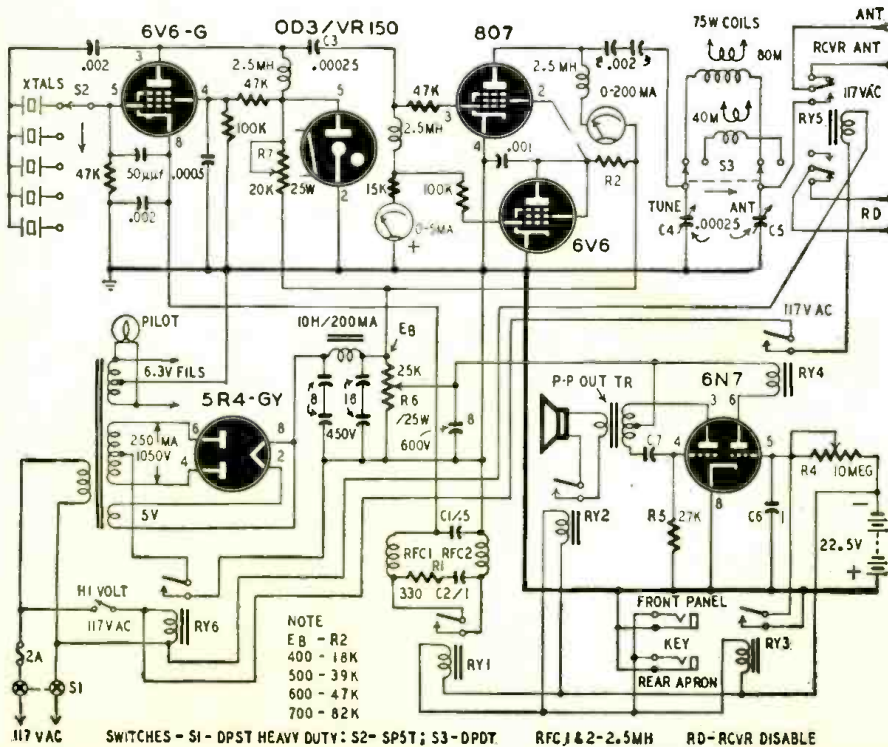 6V6-G
OD3/VR150
807
75W COILS
ANT
RCVR ANT
117VAC
RY5
RD
XTALS
S2
.002
3
5
4
8
47K
50μμf
.0005
.002
2.5MH
47K
100K
R7
20K
25W
5
2
C3
.00025
2.5MH
15K
0-5MA
+
47K
100K
3
4
2
.001
6V6
2.5MH
.002
0-200 MA
R2
80M
40M
S3
TUNE
C4
.00025
ANT
C5
PILOT
6.3V FILS
5R4-GY
250 MA
1050V
6
4
8
2
5V
10H/200MA
8
16
450V
EB
25K
R6
/25W
600V
8
117VAC
RY4
P-P OUT TR
6N7
3
6
4
5
8
C7
R5
27K
C6
1
R4
10MEG
-
22.5V
+
RY2
C1/.5
RFC1
RFC2
R1
330
C2/1
RY1
FRONT PANEL
KEY
REAR APRON
RY3
HI VOLT
117VAC
RY6
2A
S1
117 VAC
NOTE
EB - R2
400 - 18K
500 - 39K
600 - 47K
700 - 82K
SWITCHES - S1 - DPST HEAVY DUTY: S2- SP5T; S3-DPDT.
RFC,1&2-2.5MH
RD-RCVR DISABLE